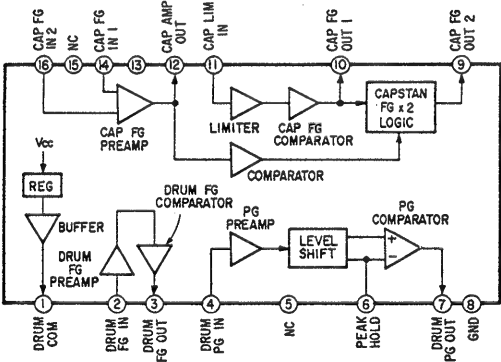 CAP FG IN 2
NC
CAP FG IN 1
CAP AMP OUT
CAP LIM IN
CAP FG OUT 1
CAP FG OUT 2
16
15
14
13
12
11
10
9
CAP FG
PREAMP
LIMITER
CAP FG
COMPARATOR
CAPSTAN
FG x 2
LOGIC
COMPARATOR
Vcc
REG
BUFFER
DRUM
FG
PREAMP
DRUM FG
COMPARATOR
PG
PREAMP
LEVEL
SHIFT
PG
COMPARATOR
+
–
1
2
3
4
5
6
7
8
DRUM COM
DRUM FG IN
DRUM FG OUT
DRUM PG IN
NC
PEAK HOLD
DRUM PG OUT
GND